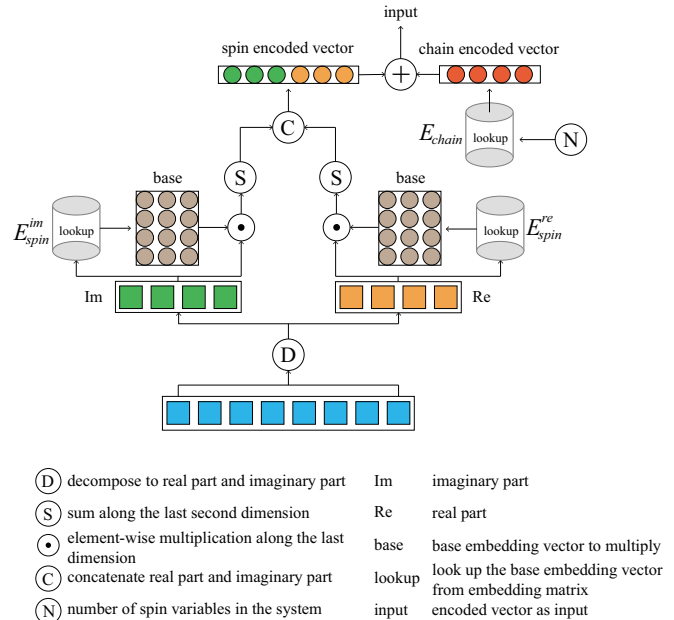 input
spin encoded vector
chain encoded vector
+
C
E_chain
lookup
N
S
S
base
base
E^im_spin
lookup
lookup
E^re_spin
Im
Re
D
D decompose to real part and imaginary part
S sum along the last second dimension
element-wise multiplication along the last
dimension
C concatenate real part and imaginary part
N number of spin variables in the system
Im imaginary part
Re real part
base base embedding vector to multiply
lookup look up the base embedding vector
from embedding matrix
input encoded vector as input